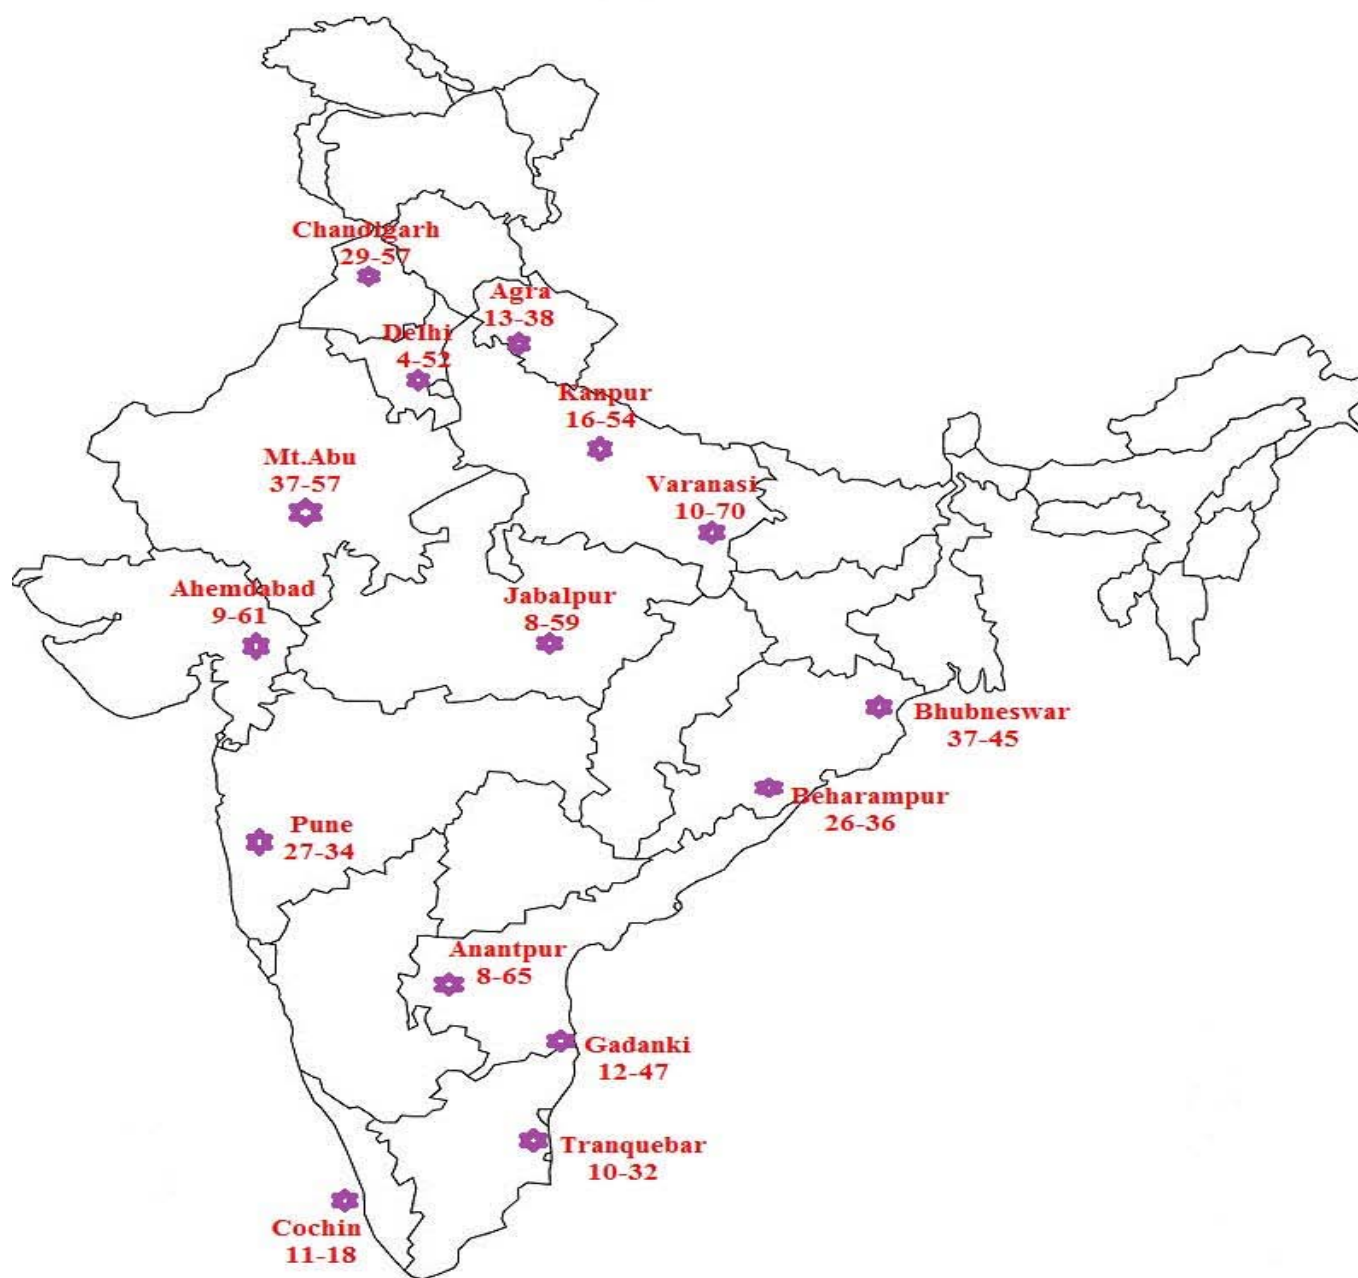 Chandigarh
29-57
Agra
13-38
Delhi
4-52
Kanpur
16-54
Mt.Abu
37-57
Varanasi
10-70
Ahemdabad
9-61
Jabalpur
8-59
Bhubneswar
37-45
Beharampur
26-36
Pune
27-34
Anantpur
8-65
Gadanki
12-47
Tranquebar
10-32
Cochin
11-18